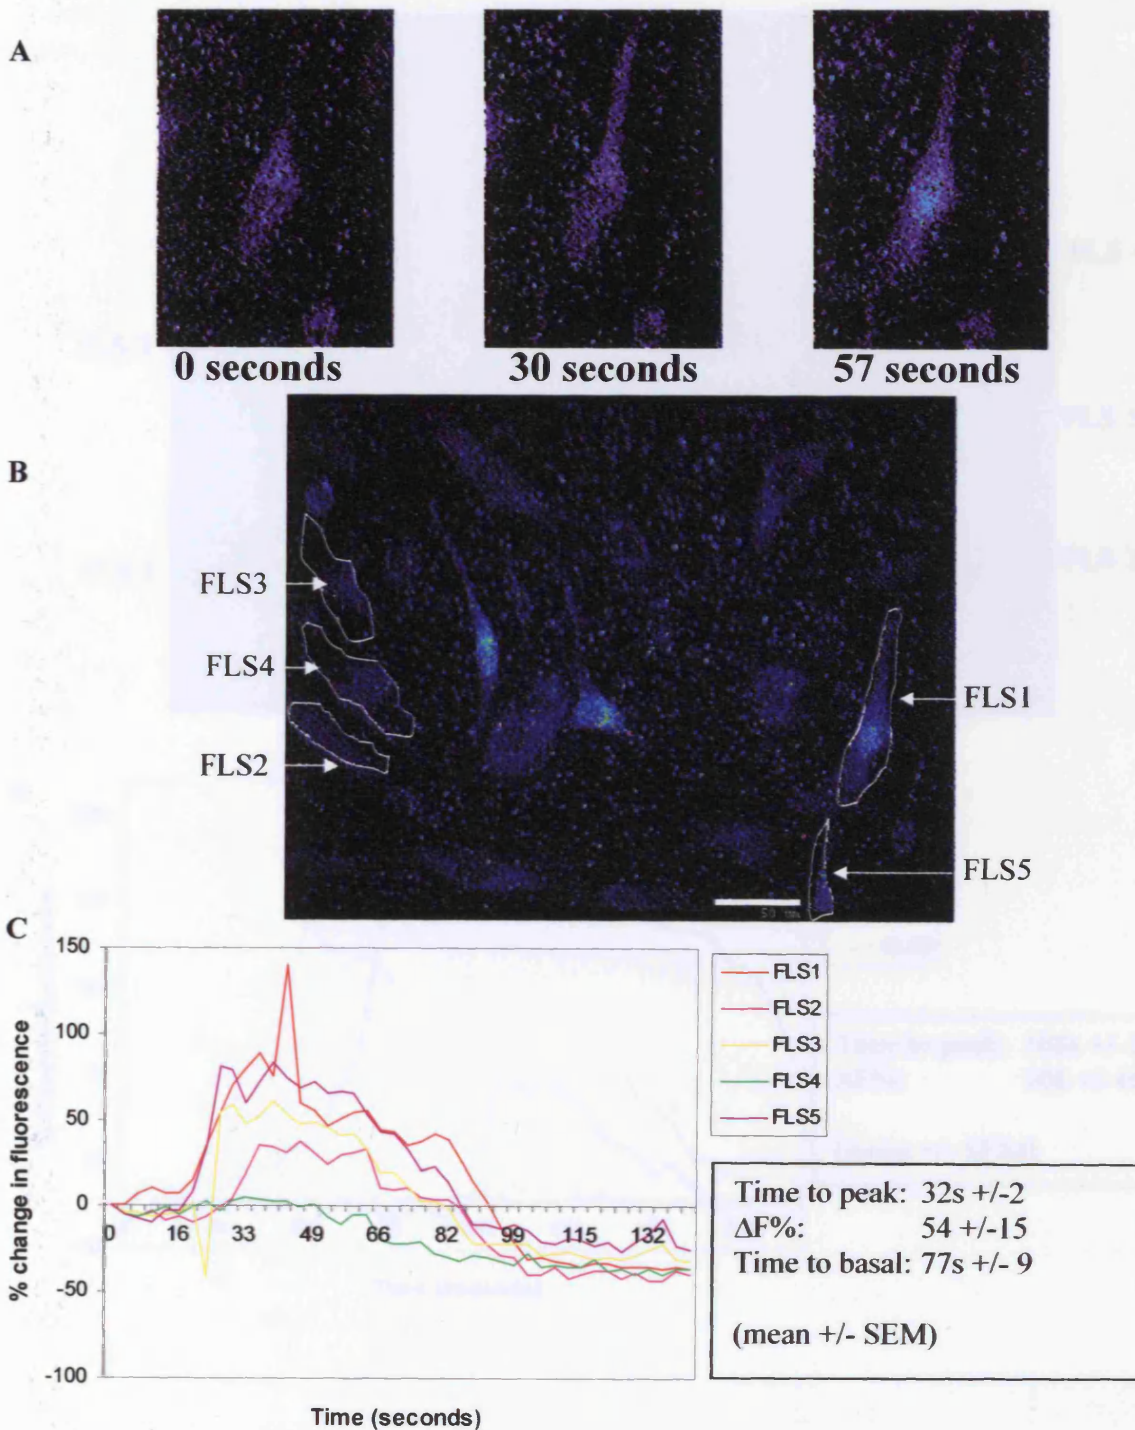 A
0 seconds
30 seconds
57 seconds
B
FLS3
FLS4
FLS2
FLS1
FLS5
C
% change in fluorescence
150
100
50
0
-50
-100
0 16 33 49 66 82 99 115 132
Time (seconds)
FLS1
FLS2
FLS3
FLS4
FLS5
Time to peak: 32s +/-2
ΔF%: 54 +/-15
Time to basal: 77s +/- 9
(mean +/- SEM)